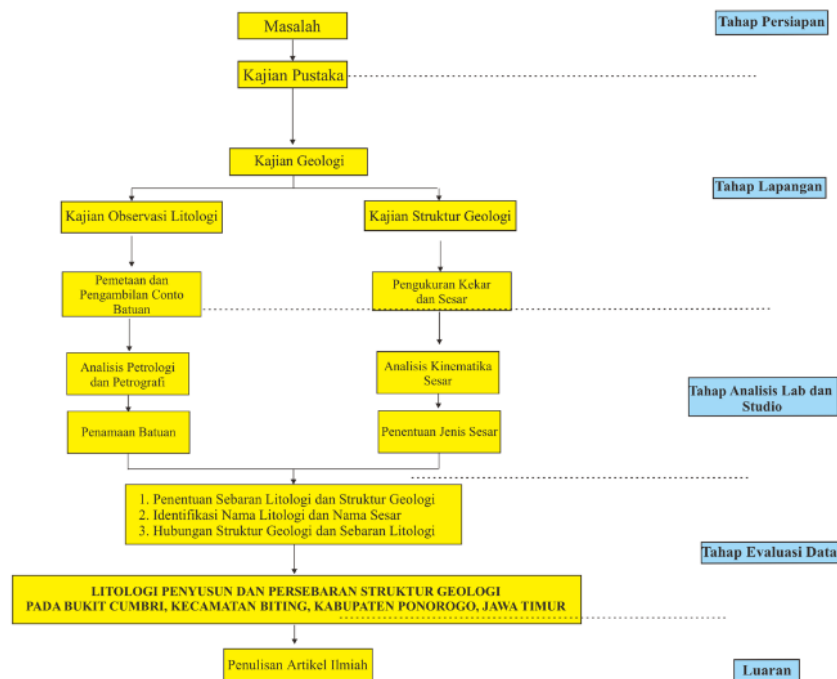 Masalah
Tahap Persiapan
Kajian Pustaka
Kajian Geologi
Tahap Lapangan
Kajian Observasi Litologi
Kajian Struktur Geologi
Pemetaan dan
Pengambilan Conto
Batuan
Pengukuran Kekar
dan Sesar
Analisis Petrologi
dan Petrografi
Analisis Kinematika
Sesar
Tahap Analisis Lab dan
Studio
Penamaan Batuan
Penentuan Jenis Sesar
1. Penentuan Sebaran Litologi dan Struktur Geologi
2. Identifikasi Nama Litologi dan Nama Sesar
3. Hubungan Struktur Geologi dan Sebaran Litologi
Tahap Evaluasi Data
LITOLOGI PENYUSUN DAN PERSEBARAN STRUKTUR GEOLOGI
PADA BUKIT CUMBRI, KECAMATAN BITING, KABUPATEN PONOROGO, JAWA TIMUR
Penulisan Artikel Ilmiah
Luaran